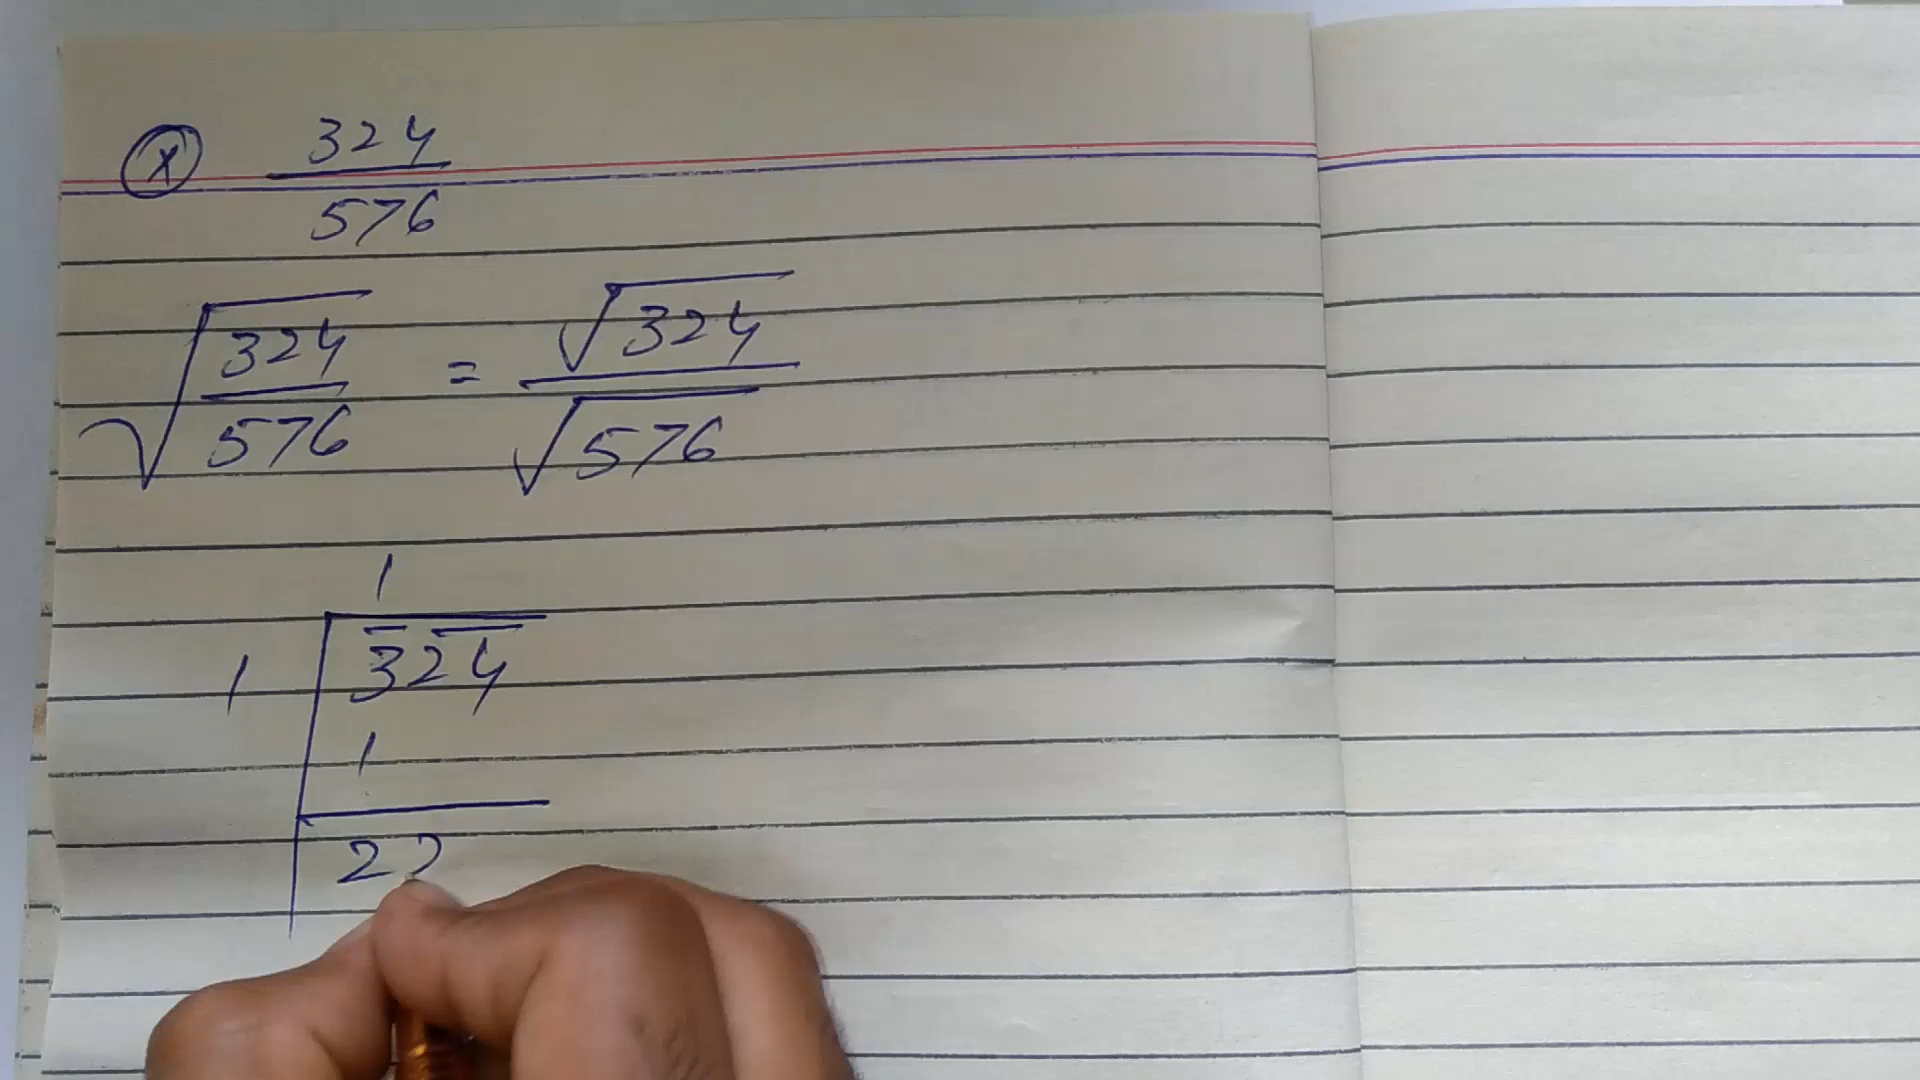 (x) 324
576
√324/576 = √324/√576
1
1 324
1
22